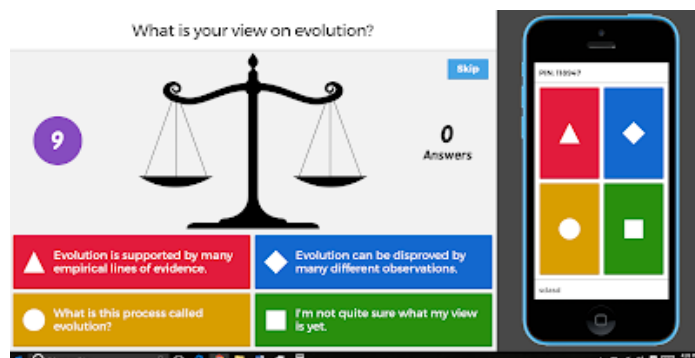 What is your view on evolution?
Skip
9
0
Answers
Evolution is supported by many
empirical lines of evidence.
Evolution can be disproved by
many different observations.
What is this process called
evolution?
I'm not quite sure what my view
is yet.